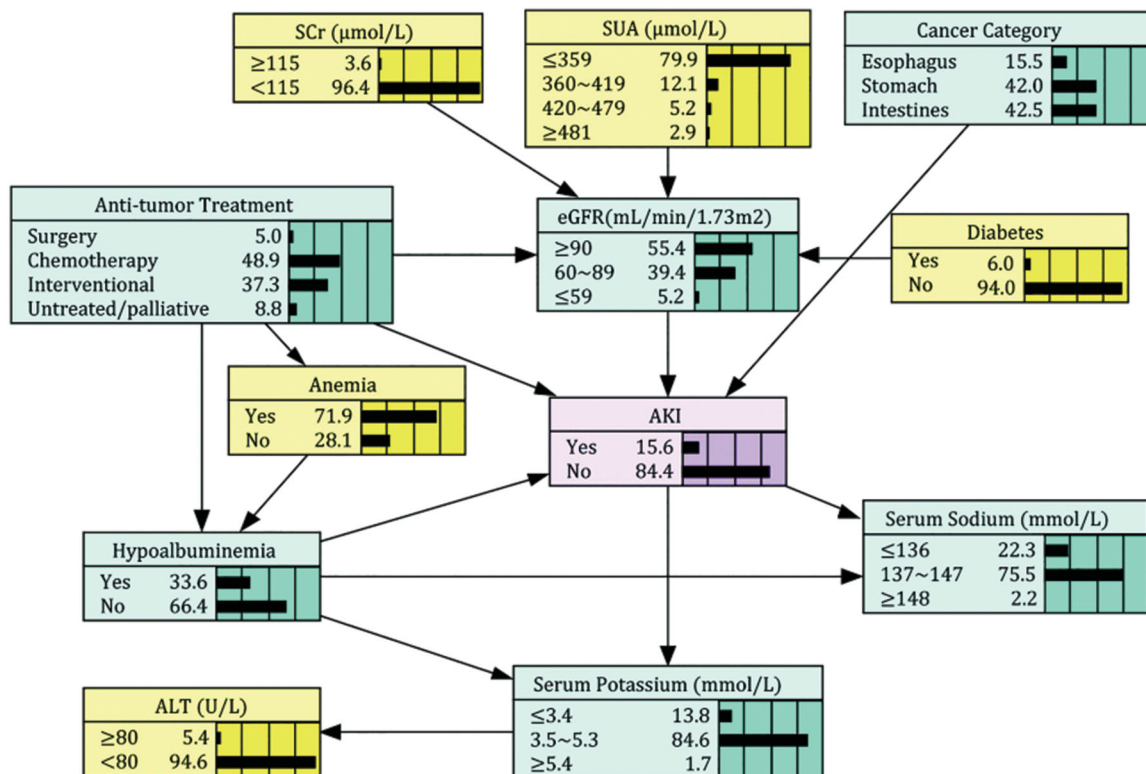 SCr (μmol/L)
≥115 3.6
<115 96.4
SUA (μmol/L)
≤359 79.9
360~419 12.1
420~479 5.2
≥481 2.9
Cancer Category
Esophagus 15.5
Stomach 42.0
Intestines 42.5
Anti-tumor Treatment
Surgery 5.0
Chemotherapy 48.9
Interventional 37.3
Untreated/palliative 8.8
eGFR(mL/min/1.73m2)
≥90 55.4
60~89 39.4
≤59 5.2
Diabetes
Yes 6.0
No 94.0
Anemia
Yes 71.9
No 28.1
AKI
Yes 15.6
No 84.4
Hypoalbuminemia
Yes 33.6
No 66.4
Serum Sodium (mmol/L)
≤136 22.3
137~147 75.5
≥148 2.2
ALT (U/L)
≥80 5.4
<80 94.6
Serum Potassium (mmol/L)
≤3.4 13.8
3.5~5.3 84.6
≥5.4 1.7